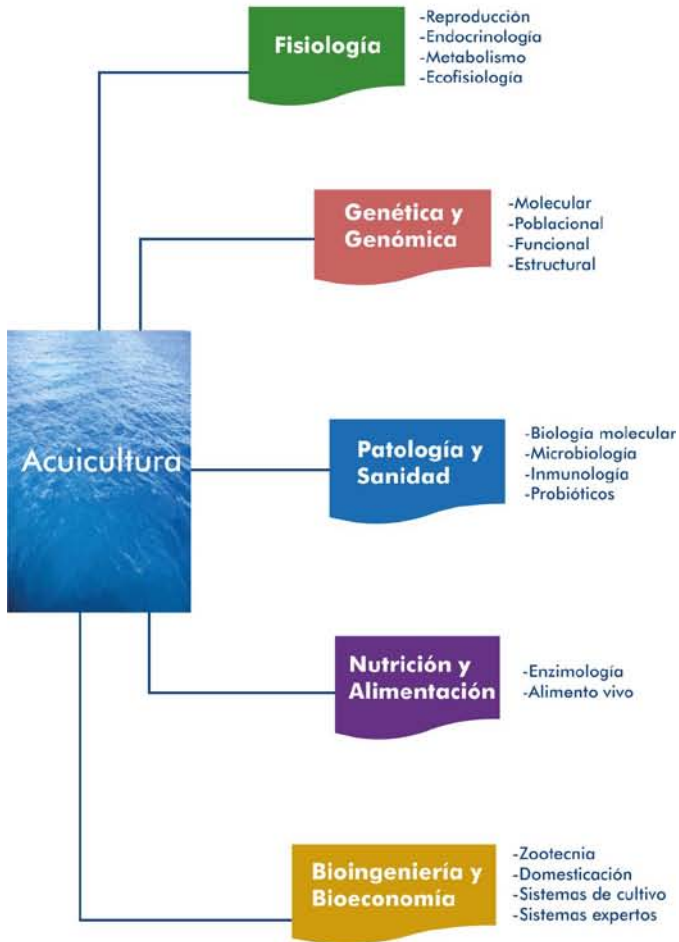 Fisiología
-Reproducción
-Endocrinología
-Metabolismo
-Ecofisiología
Genética y
Genómica
-Molecular
-Poblacional
-Funcional
-Estructural
Acuicultura
Patología y
Sanidad
-Biología molecular
-Microbiología
-Inmunología
-Probióticos
Nutrición y
Alimentación
-Enzimología
-Alimento vivo
Bioingeniería y
Bioeconomía
-Zootecnia
-Domesticación
-Sistemas de cultivo
-Sistemas expertos